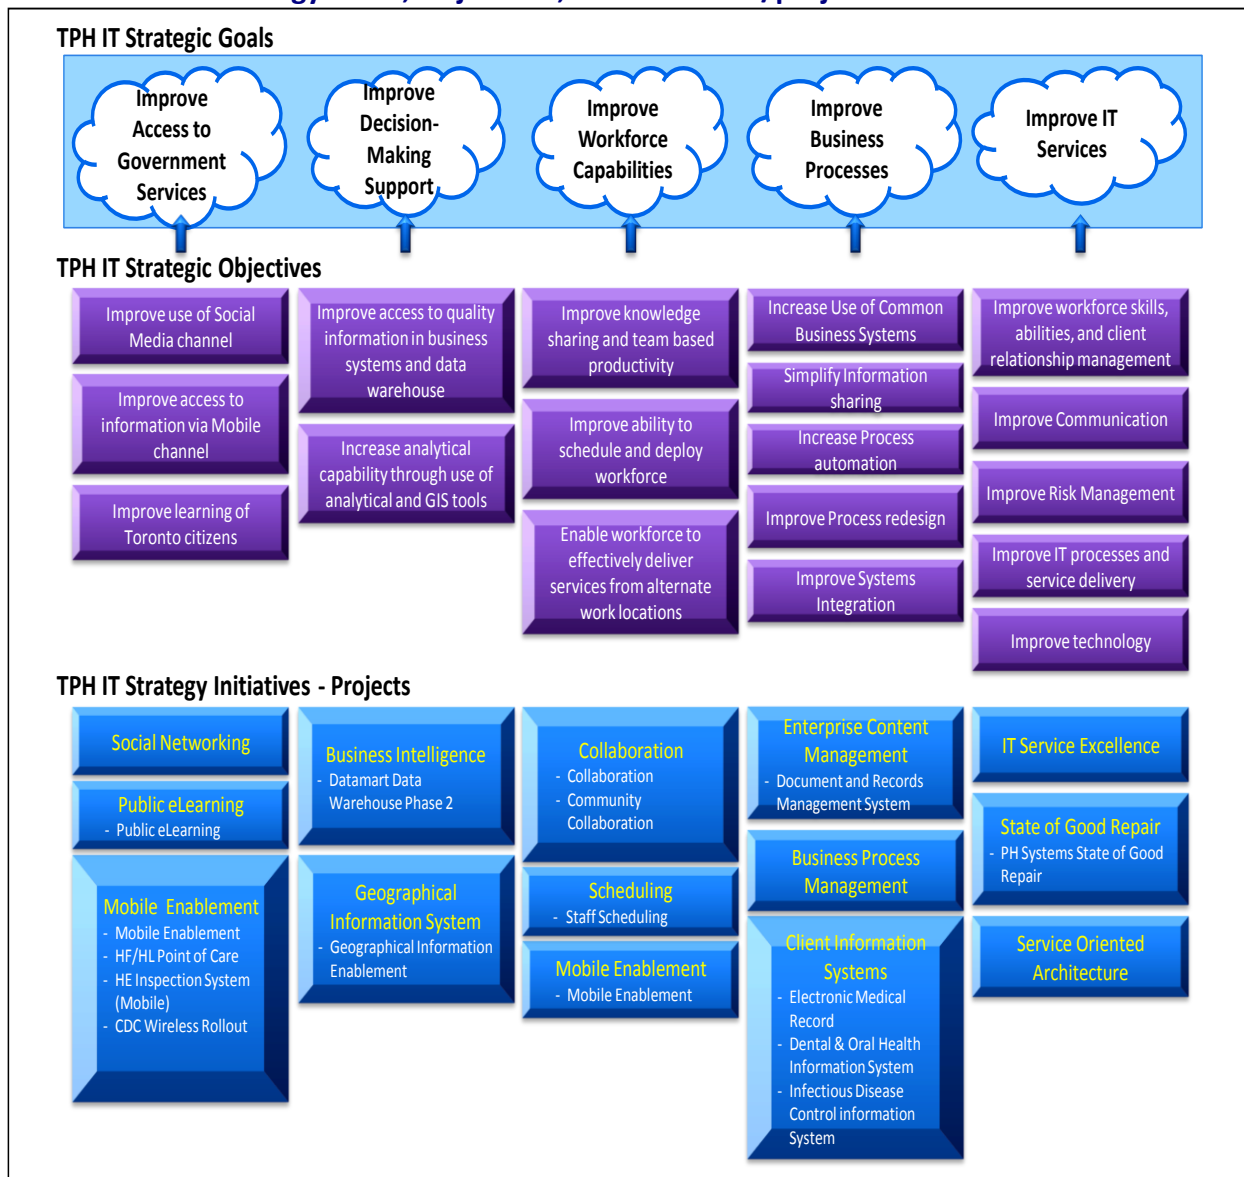 TPH IT Strategic Goals
Improve
Access to
Government
Services
Improve
Decision-
Making
Support
Improve
Workforce
Capabilities
Improve
Business
Processes
Improve IT
Services
TPH IT Strategic Objectives
Improve use of Social
Media channel
Improve access to
information via Mobile
channel
Improve learning of
Toronto citizens
Improve access to quality
information in business
systems and data
warehouse
Increase analytical
capability through use of
analytical and GIS tools
Improve knowledge
sharing and team based
productivity
Improve ability to
schedule and deploy
workforce
Enable workforce to
effectively deliver
services from alternate
work locations
Increase Use of Common
Business Systems
Simplify Information
sharing
Increase Process
automation
Improve Process redesign
Improve Systems
Integration
Improve workforce skills,
abilities, and client
relationship management
Improve Communication
Improve Risk Management
Improve IT processes and
service delivery
Improve technology
TPH IT Strategy Initiatives - Projects
Social Networking
Public eLearning
- Public eLearning
Mobile Enablement
- Mobile Enablement
- HF/HL Point of Care
- HE Inspection System
(Mobile)
- CDC Wireless Rollout
Business Intelligence
- Datamart Data
Warehouse Phase 2
Geographical
Information System
- Geographical Information
Enablement
Collaboration
- Collaboration
- Community
Collaboration
Scheduling
- Staff Scheduling
Mobile Enablement
- Mobile Enablement
Enterprise Content
Management
- Document and Records
Management System
Business Process
Management
Client Information
Systems
- Electronic Medical
Record
- Dental & Oral Health
Information System
- Infectious Disease
Control information
System
IT Service Excellence
State of Good Repair
- PH Systems State of Good
Repair
Service Oriented
Architecture